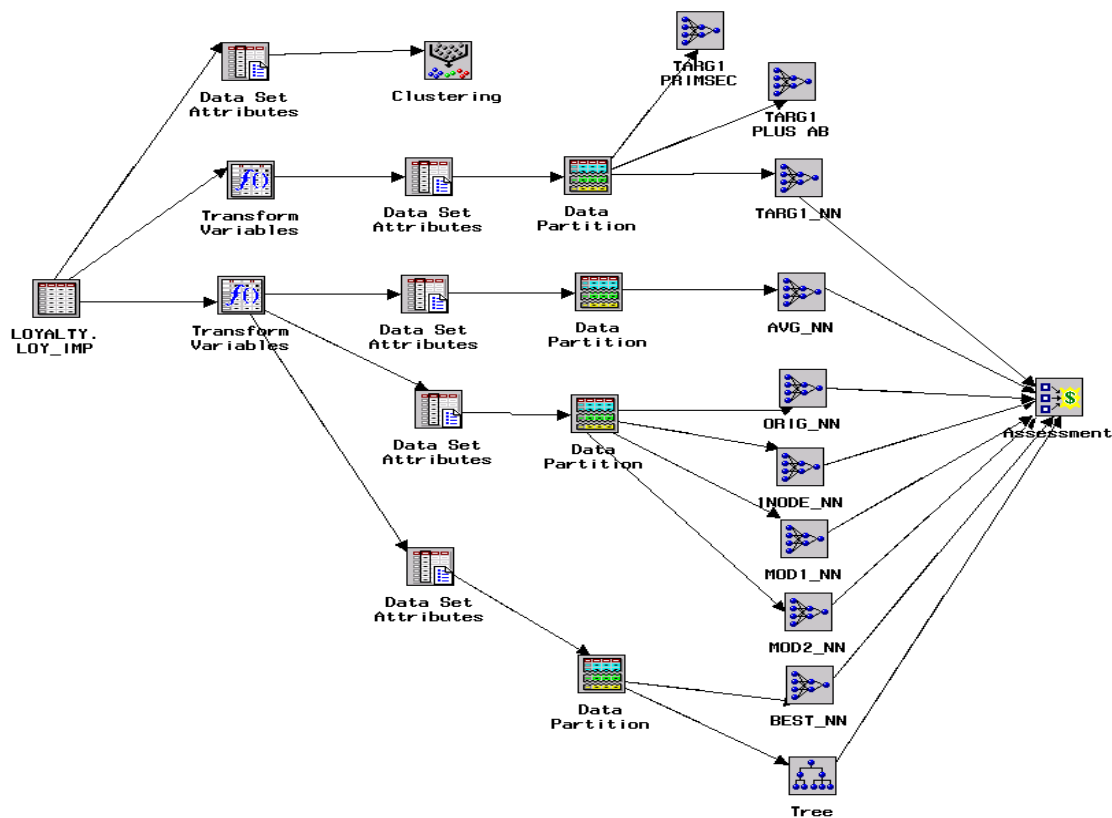 TARG1
PRIMSEC
Data Set
Attributes
Clustering
TARG1
PLUS AB
f()
Transform
Variables
Data Set
Attributes
Data
Partition
TARG1_NN
LOYALTY.
LOY_IMP
f()
Transform
Variables
Data Set
Attributes
Data
Partition
AVG_NN
$
Assessment
Data Set
Attributes
Data
Partition
ORIG_NN
1NODE_NN
MOD1_NN
Data Set
Attributes
MOD2_NN
Data
Partition
BEST_NN
Tree